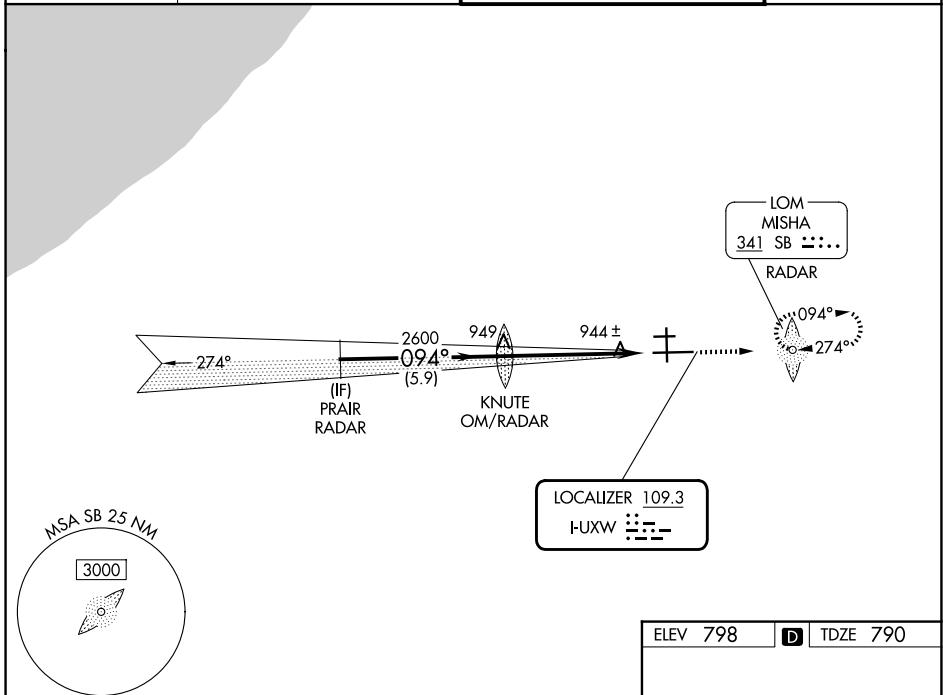 LOM
MISHA
341 SB
RADAR
094°
274°
2600
949
944 ±
274°
094°
(5.9)
(IF)
PRAIR
RADAR
KNUTE
OM/RADAR
LOCALIZER 109.3
I-UXW
MSA SB 25 NM
3000
ELEV 798 D TDZE 790